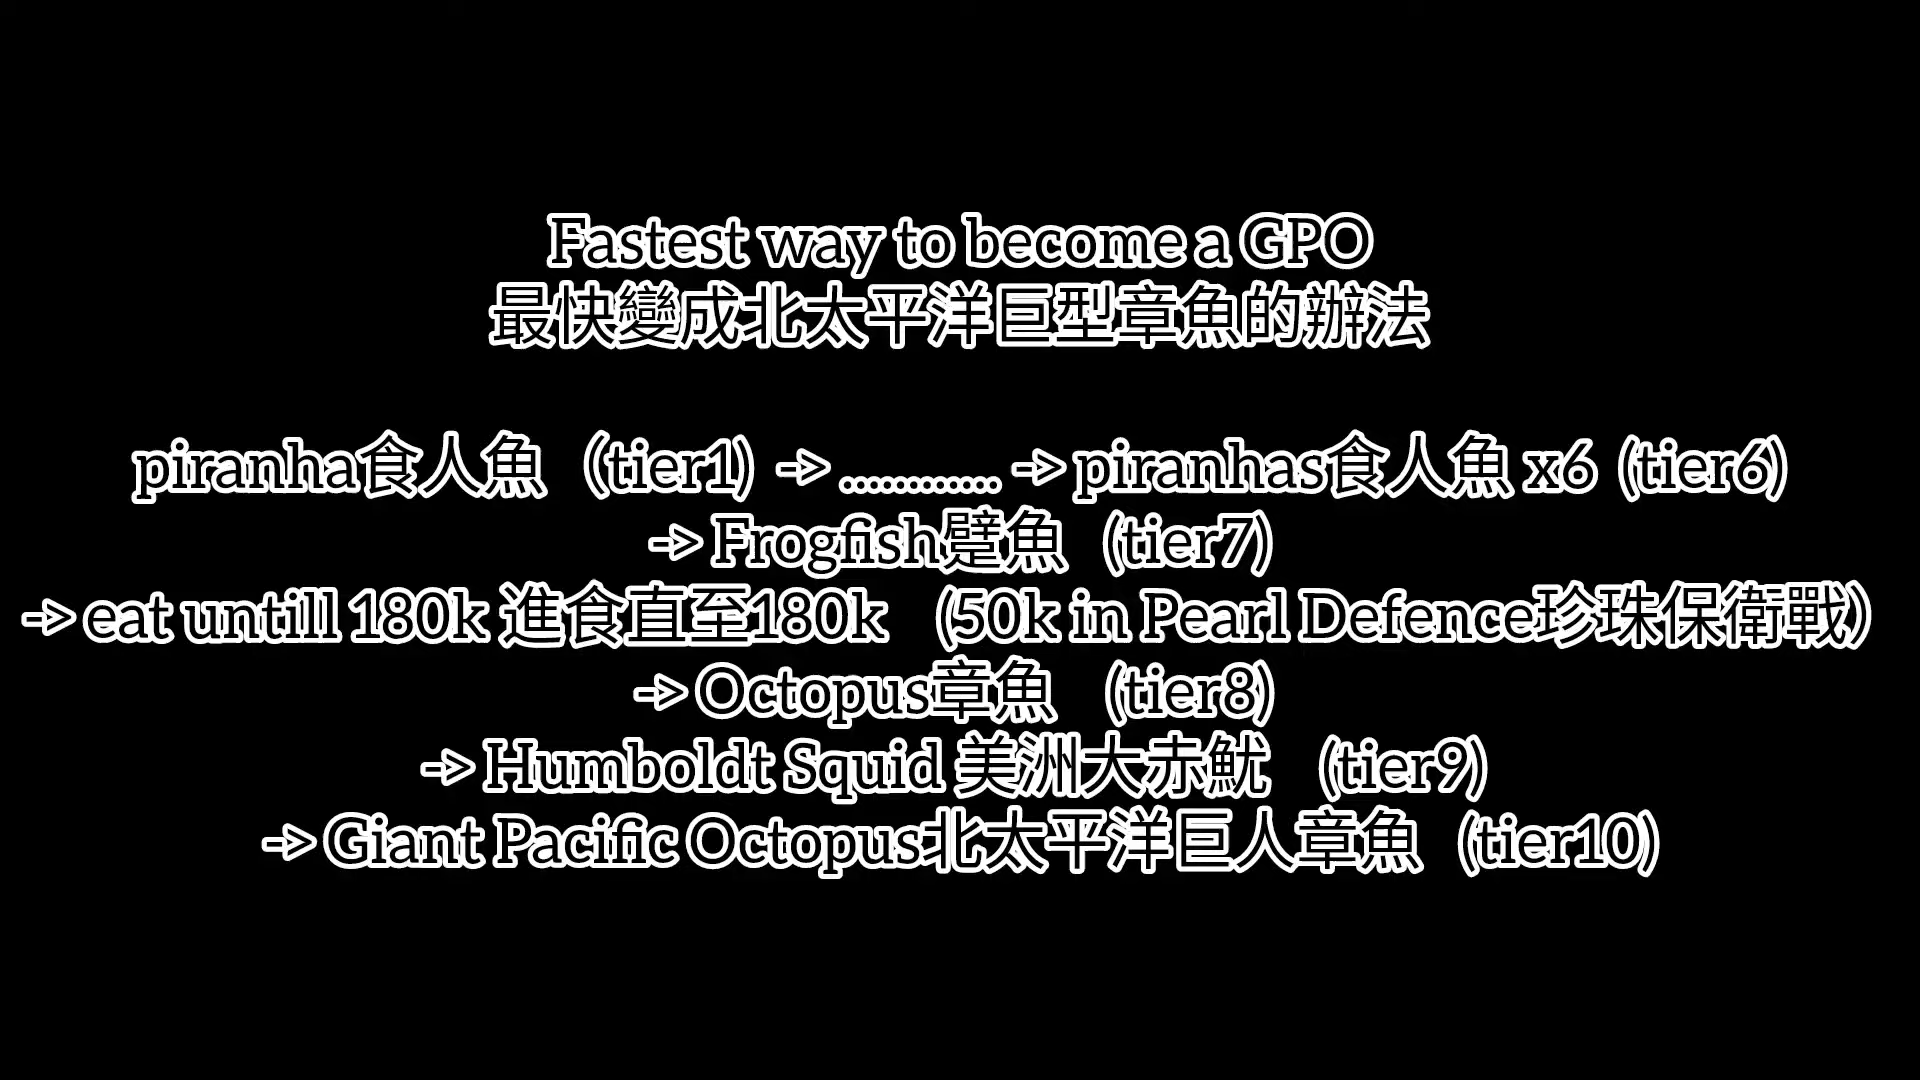 Fastest way to become a GPO
最快變成北太平洋巨型章魚的辦法
piranha食人魚（tier1）-> ............ -> piranhas食人魚 x6（tier6）
-> Frogfish躄魚（tier7）
-> eat untill 180k 進食直至180k （50k in Pearl Defence珍珠保衛戰）
-> Octopus章魚 （tier8）
-> Humboldt Squid 美洲大赤魷 （tier9）
-> Giant Pacific Octopus北太平洋巨人章魚（tier10）